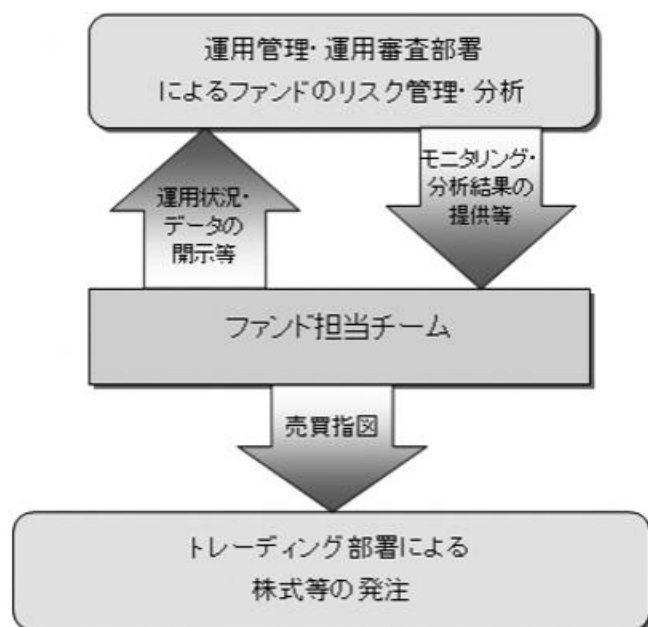 運用管理・運用審査部署
によるファンドのリスク管理・分析
運用状況・
データの
開示等
モニタリング・
分析結果の
提供等
ファンド担当チーム
売買指図
トレーディング部署による
株式等の発注